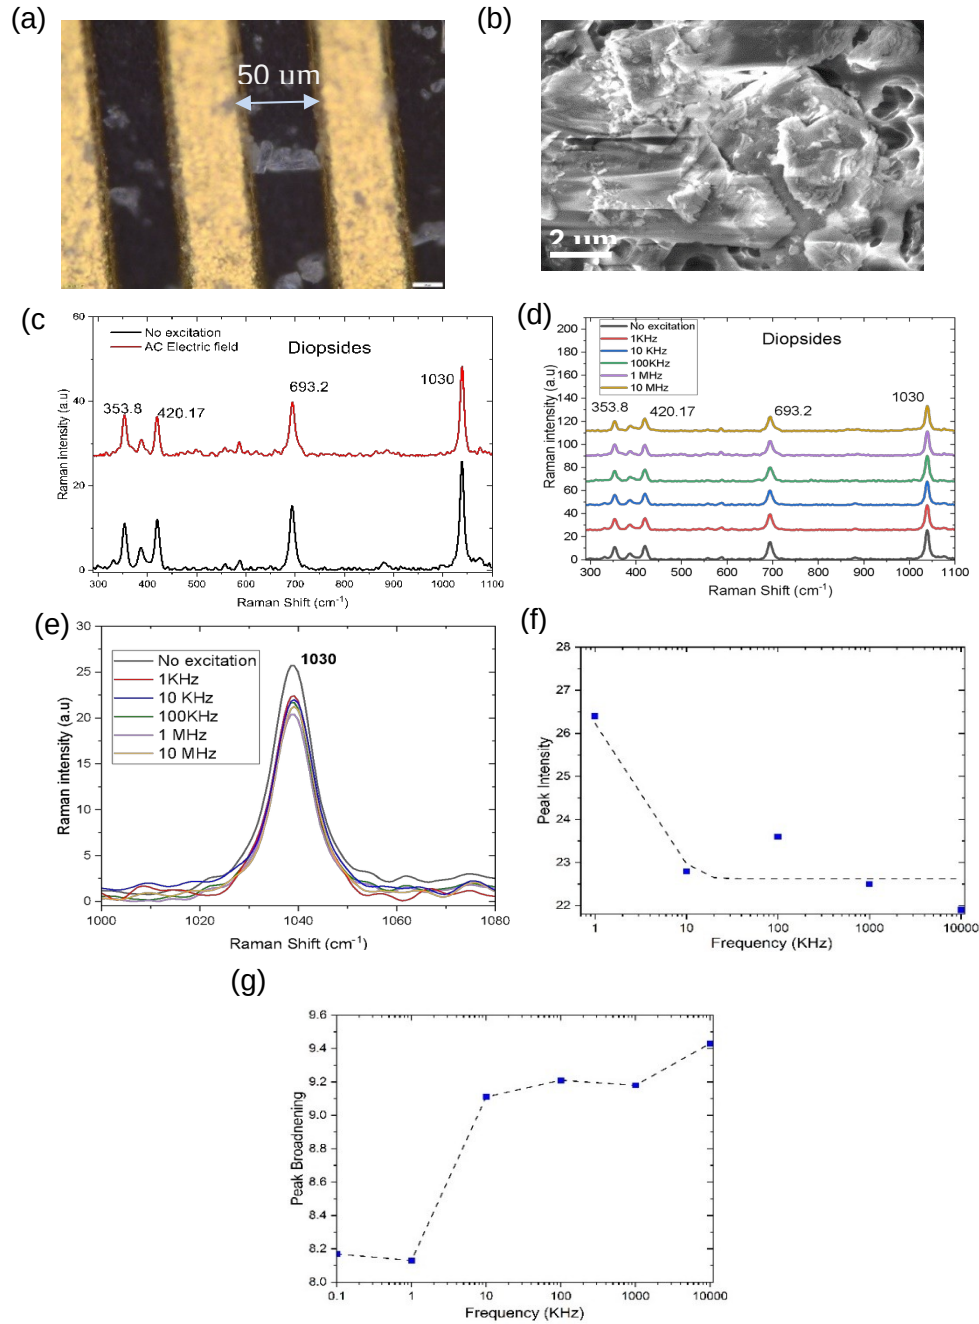 (a)
50 um
(b)
2 µm
(c)
60
40
20
0
300 400 500 600 700 800 900 1000 1100
Raman intensity (a.u)
Raman Shift (cm-1)
No excitation
AC Electric field
Diopsides
353.8
420.17
693.2
1030
(d)
210
180
150
120
90
80
60
40
30
20
0
300 400 500 600 700 800 900 1000 1100
Raman intensity (a.u)
Raman Shift (cm-1)
No excitation
1KHz
10 KHz
100KHz
1 MHz
10 MHz
Diopsides
353.8
420.17
693.2
1030
(e)
30
25
20
15
10
5
0
1000 1020 1040 1060 1080
Raman intensity (a.u)
Raman Shift (cm-1)
No excitation
1KHz
10 KHz
100KHz
1 MHz
10 MHz
1030
(f)
28
27
26
25
24
23
22
1 10 100 1000 10000
Peak Intensity
Frequency (KHz)
(g)
9.6
9.4
9.2
9.0
8.8
8.6
8.4
8.2
8.0
0.1 1 10 100 1000 10000
Peak Broadnening
Frequency (KHz)